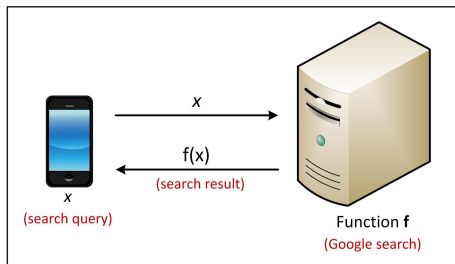 x
f(x)
(search result)
x
(search query)
Function f
(Google search)